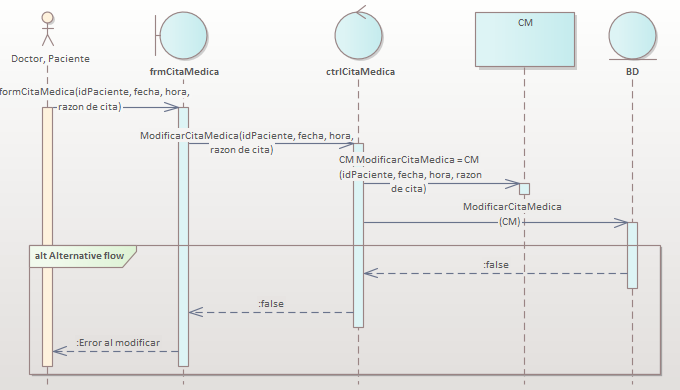 CM
Doctor, Paciente
frmCitaMedica
ctrlCitaMedica
BD
formCitaMedica(idPaciente, fecha, hora,
razon de cita)
ModificarCitaMedica(idPaciente, fecha, hora,
razon de cita)
CM ModificarCitaMedica = CM
(idPaciente, fecha, hora, razon
de cita)
ModificarCitaMedica
(CM)
alt Alternative flow
:false
:false
:Error al modificar